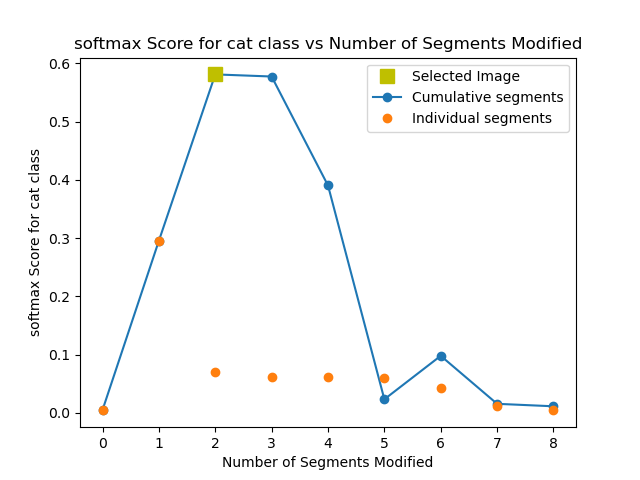 softmax Score for cat class vs Number of Segments Modified
Selected Image
Cumulative segments
Individual segments
softmax Score for cat class
0.6
0.5
0.4
0.3
0.2
0.1
0.0
0 1 2 3 4 5 6 7 8
Number of Segments Modified